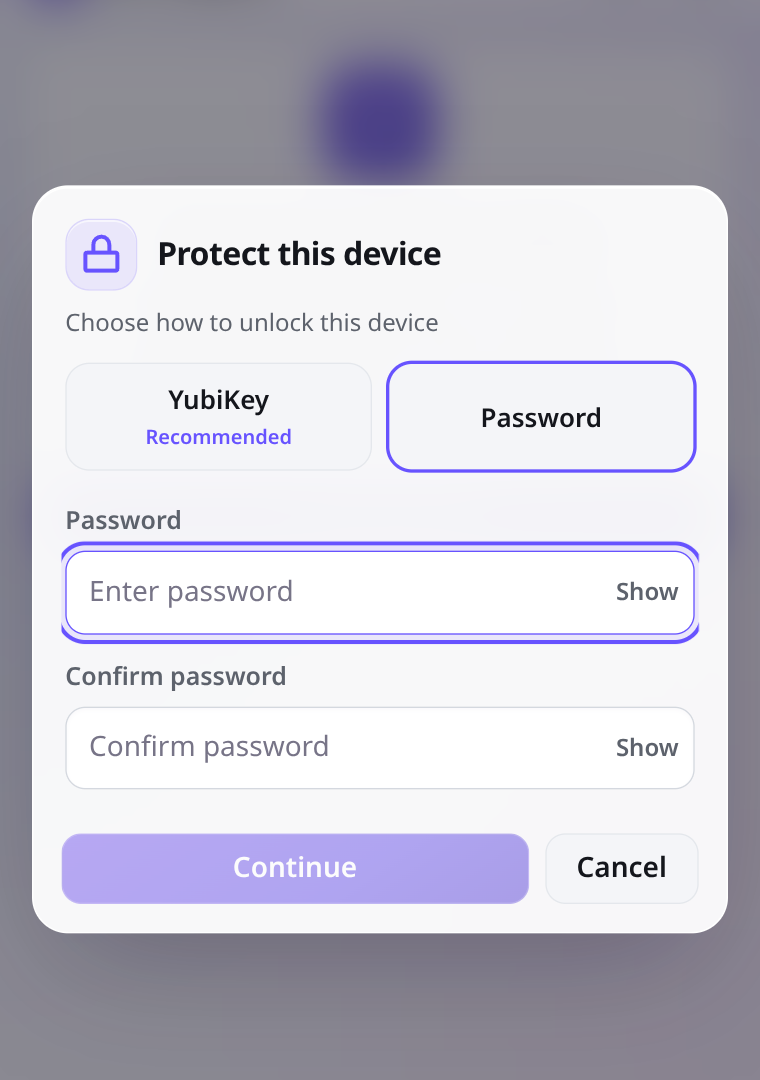 Protect this device
Choose how to unlock this device
YubiKey
Recommended
Password
Password
Enter password
Show
Confirm password
Confirm password
Show
Continue
Cancel